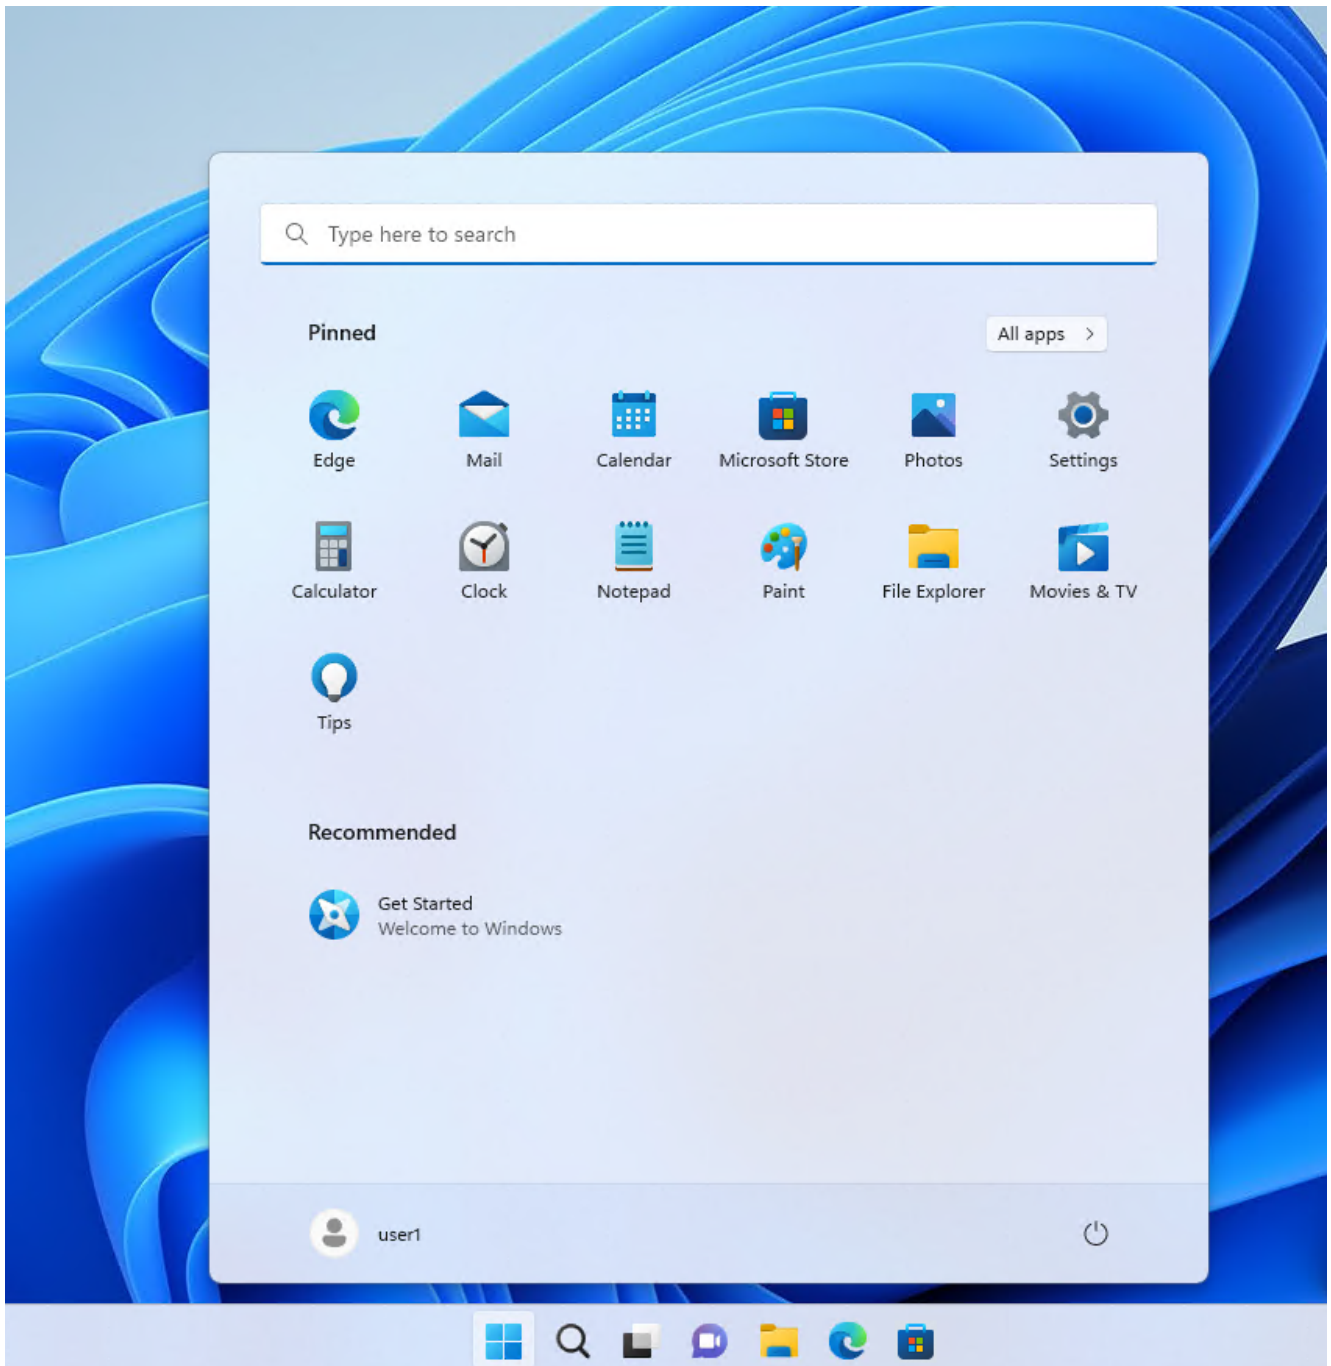 Type here to search
Pinned
All apps
Edge
Mail
Calendar
Microsoft Store
Photos
Settings
Calculator
Clock
Notepad
Paint
File Explorer
Movies & TV
Tips
Recommended
Get Started
Welcome to Windows
user1